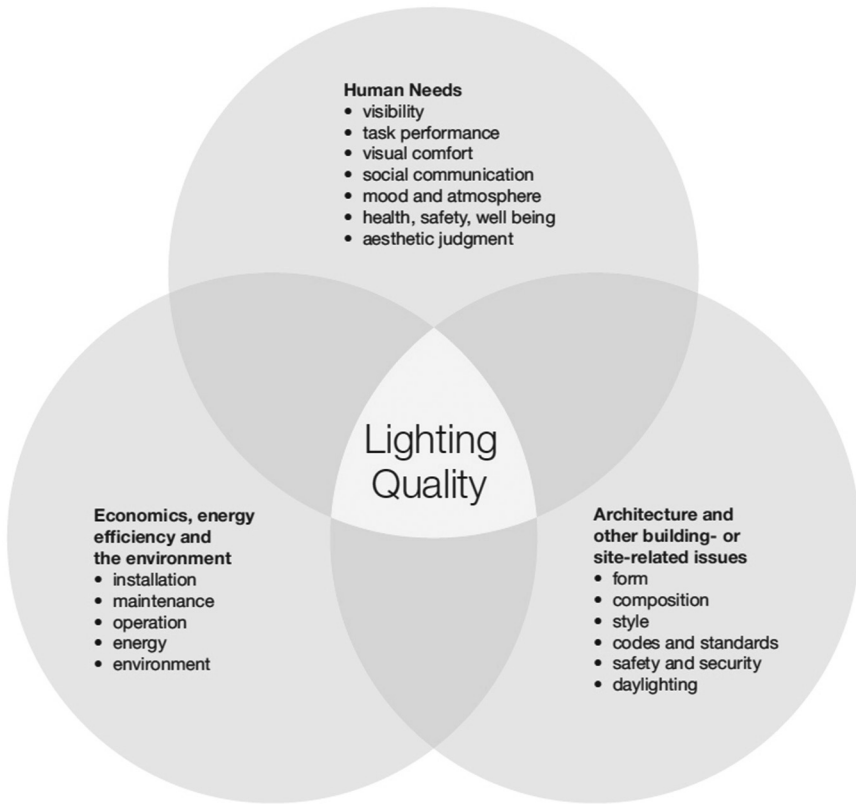 Human Needs
• visibility
• task performance
• visual comfort
• social communication
• mood and atmosphere
• health, safety, well being
• aesthetic judgment
Lighting
Quality
Economics, energy
efficiency and
the environment
• installation
• maintenance
• operation
• energy
• environment
Architecture and
other building- or
site-related issues
• form
• composition
• style
• codes and standards
• safety and security
• daylighting